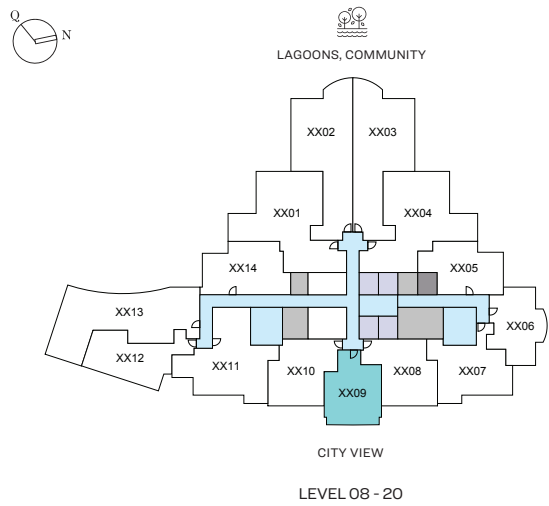 Q
N
LAGOONS, COMMUNITY
XX02 XX03
XX01 XX04
XX14 XX05
XX13 XX06
XX12 XX11 XX10 XX09 XX08 XX07
CITY VIEW
LEVEL 08 - 20